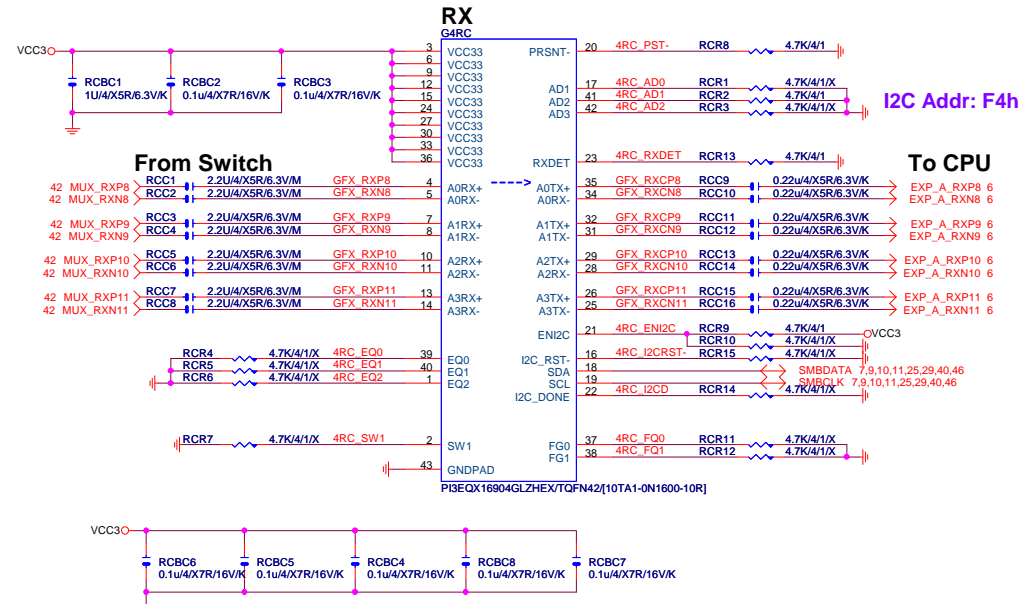 RX
G4RC
VCC3
RCBC1
1U/4/X5R/6.3V/K
RCBC2
0.1u/4/X7R/16V/K
RCBC3
0.1u/4/X7R/16V/K
3 VCC33
6 VCC33
9 VCC33
12 VCC33
15 VCC33
24 VCC33
27 VCC33
30 VCC33
33 VCC33
36 VCC33
PRSNT- 20 4RC_PST- RCR8 4.7K/4/1
AD1 17 4RC_AD0 RCR1 4.7K/4/1/X
AD2 41 4RC_AD1 RCR2 4.7K/4/1
AD3 42 4RC_AD2 RCR3 4.7K/4/1/X
I2C Addr: F4h
RXDET 23 4RC_RXDET RCR13 4.7K/4/1
From Switch
To CPU
42 MUX_RXP8 RCC1 2.2U/4/X5R/6.3V/M GFX_RXP8 4 A0RX+ A0TX+ 35 GFX_RXCP8 RCC9 0.22u/4/X5R/6.3V/K EXP_A_RXP8 6
42 MUX_RXN8 RCC2 2.2U/4/X5R/6.3V/M GFX_RXN8 5 A0RX- A0RX- 34 GFX_RXCN8 RCC10 0.22u/4/X5R/6.3V/K EXP_A_RXN8 6
42 MUX_RXP9 RCC3 2.2U/4/X5R/6.3V/M GFX_RXP9 7 A1RX+ A1TX+ 32 GFX_RXCP9 RCC11 0.22u/4/X5R/6.3V/K EXP_A_RXP9 6
42 MUX_RXN9 RCC4 2.2U/4/X5R/6.3V/M GFX_RXN9 8 A1RX- A1TX- 31 GFX_RXCN9 RCC12 0.22u/4/X5R/6.3V/K EXP_A_RXN9 6
42 MUX_RXP10 RCC5 2.2U/4/X5R/6.3V/M GFX_RXP10 10 A2RX+ A2TX+ 29 GFX_RXCP10 RCC13 0.22u/4/X5R/6.3V/K EXP_A_RXP10 6
42 MUX_RXN10 RCC6 2.2U/4/X5R/6.3V/M GFX_RXN10 11 A2RX- A2RX- 28 GFX_RXCN10 RCC14 0.22u/4/X5R/6.3V/K EXP_A_RXN10 6
42 MUX_RXP11 RCC7 2.2U/4/X5R/6.3V/M GFX_RXP11 13 A3RX+ A3TX+ 26 GFX_RXCP11 RCC15 0.22u/4/X5R/6.3V/K EXP_A_RXP11 6
42 MUX_RXN11 RCC8 2.2U/4/X5R/6.3V/M GFX_RXN11 14 A3RX- A3TX- 25 GFX_RXCN11 RCC16 0.22u/4/X5R/6.3V/K EXP_A_RXN11 6
ENI2C 21 4RC_ENI2C RCR9 4.7K/4/1 VCC3
RCR10 4.7K/4/1/X
I2C_RST- 16 4RC_I2CRST- RCR15 4.7K/4/1/X
SDA 18 SMBDATA 7,9,10,11,25,29,40,46
SCL 19 SMBCLK 7,9,10,11,25,29,40,46
I2C_DONE 22 4RC_I2CD RCR14 4.7K/4/1/X
RCR4 4.7K/4/1/X 4RC_EQ0 39 EQ0
RCR5 4.7K/4/1/X 4RC_EQ1 40 EQ1
RCR6 4.7K/4/1/X 4RC_EQ2 1 EQ2
RCR7 4.7K/4/1/X 4RC_SW1 2 SW1
FG0 37 4RC_FQ0 RCR11 4.7K/4/1/X
FG1 38 4RC_FQ1 RCR12 4.7K/4/1/X
43 GNDPAD
PI3EQX16904GLZHEX/TQFN42/[10TA1-0N1600-10R]
VCC3
RCBC6
0.1u/4/X7R/16V/K
RCBC5
0.1u/4/X7R/16V/K
RCBC4
0.1u/4/X7R/16V/K
RCBC8
0.1u/4/X7R/16V/K
RCBC7
0.1u/4/X7R/16V/K